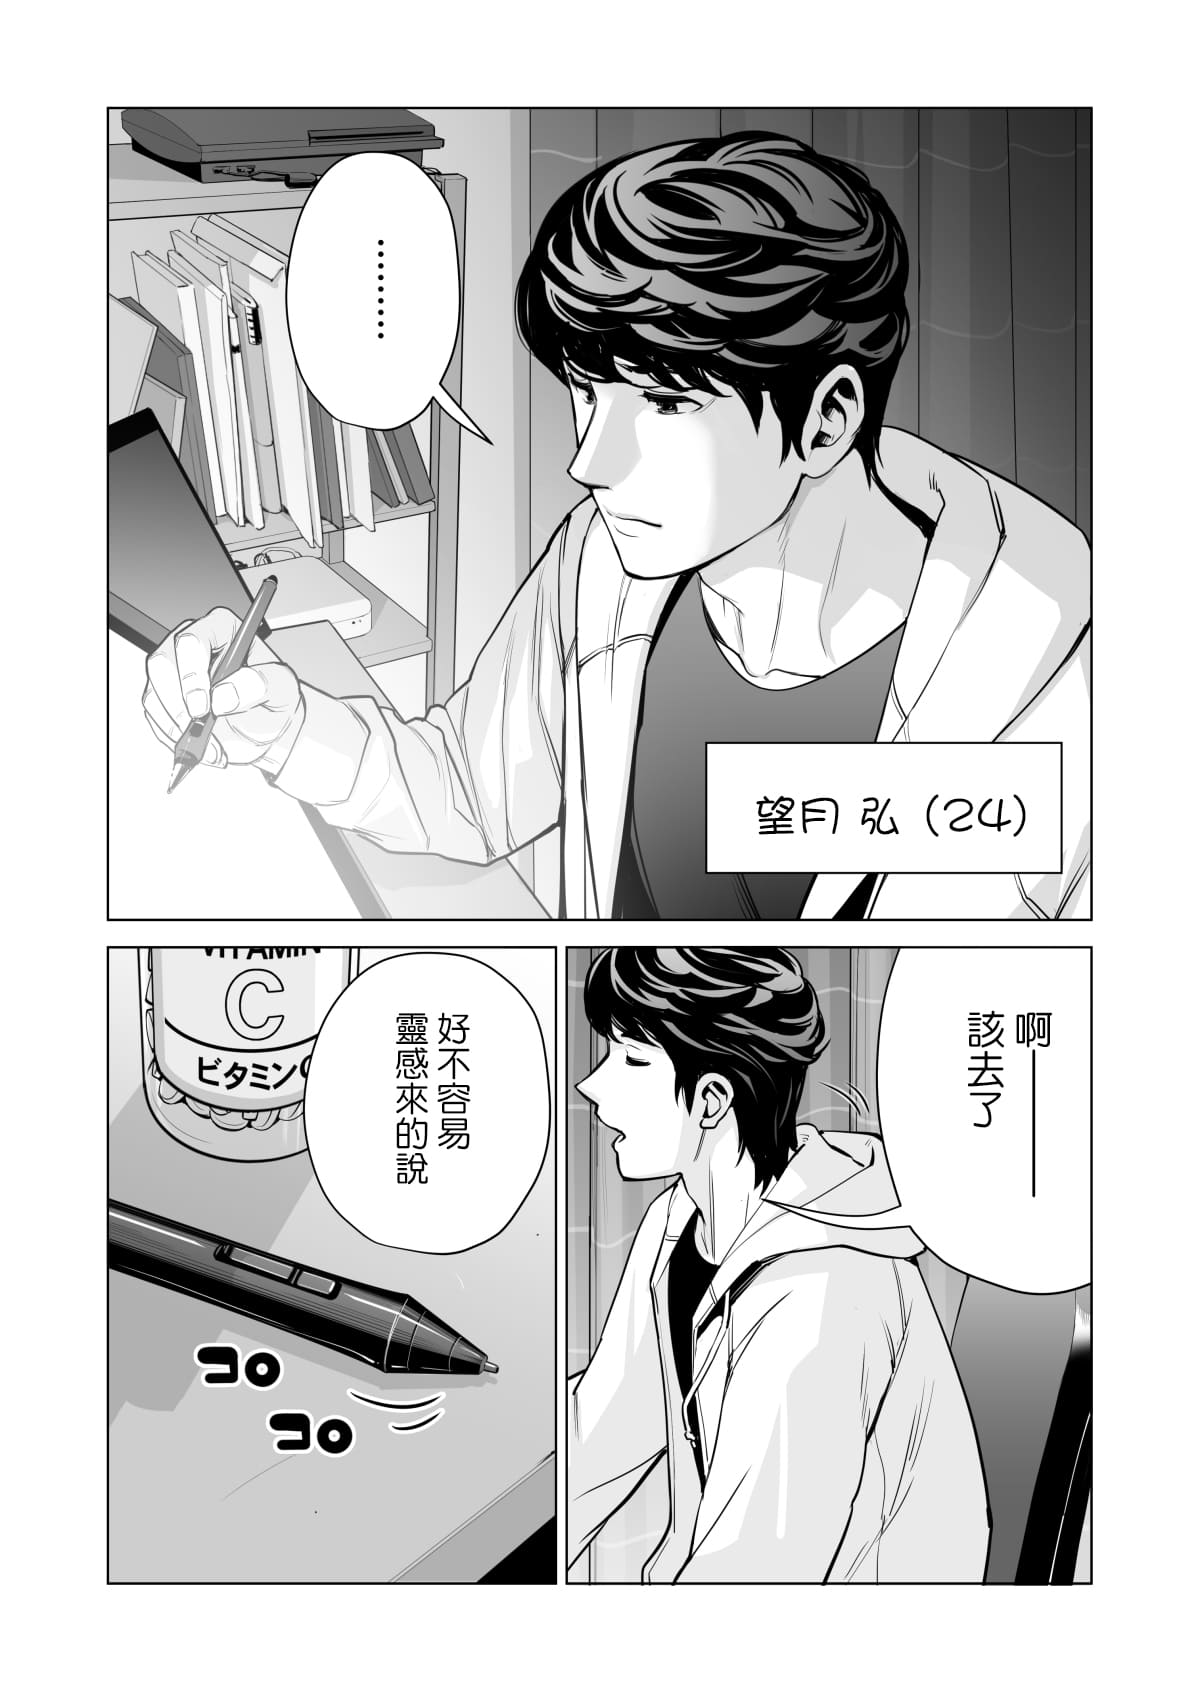 ………
望月 弘（24）
啊——
該去了
好不容易
靈感來的說
VITAMIN
C
ビタミンC
コロ
コロ